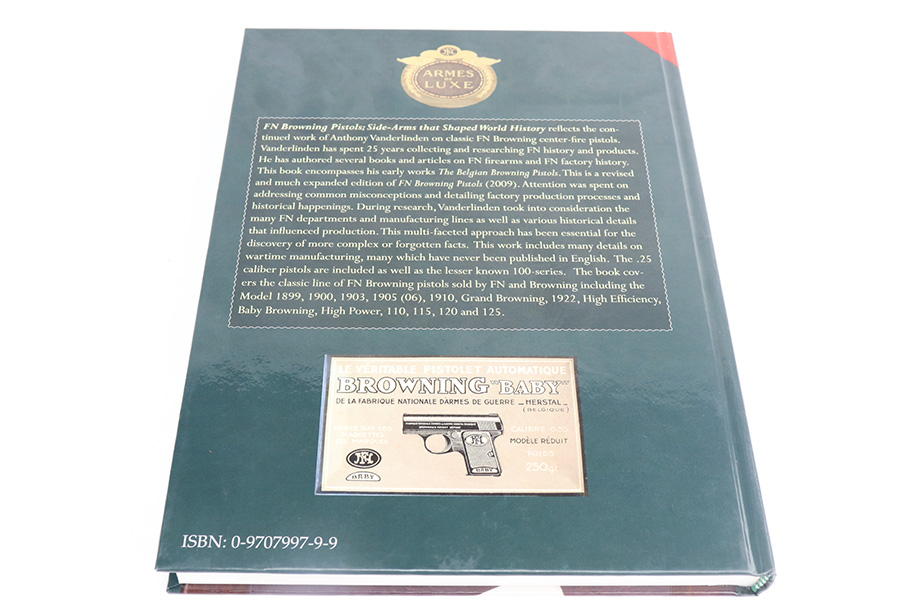 FN
ARMES
DE
LUXE
FN Browning Pistols; Side-Arms that Shaped World History reflects the con-
tinued work of Anthony Vanderlinden on classic FN Browning center-fire pistols.
Vanderlinden has spent 25 years collecting and researching FN history and products.
He has authored several books and articles on FN firearms and FN factory history.
This book encompasses his early works The Belgian Browning Pistols. This is a revised
and much expanded edition of FN Browning Pistols (2009). Attention was spent on
addressing common misconceptions and detailing factory production processes and
historical happenings. During research, Vanderlinden took into consideration the
many FN departments and manufacturing lines as well as various historical details
that influenced production. This multi-faceted approach has been essential for the
discovery of more complex or forgotten facts. This work includes many details on
wartime manufacturing, many which have never been published in English. The .25
caliber pistols are included as well as the lesser known 100-series. The book cov-
ers the classic line of FN Browning pistols sold by FN and Browning including the
Model 1899, 1900, 1903, 1905 (06), 1910, Grand Browning, 1922, High Efficiency,
Baby Browning, High Power, 110, 115, 120 and 125.
LE VÉRITABLE PISTOLET AUTOMATIQUE
BROWNING "BABY"
DE LA FABRIQUE NATIONALE D'ARMES DE GUERRE _ HERSTAL _
(BELGIQUE)
CALIBRE
MODÈLE RÉDUIT
POIDS
250gr.
FN
BABY
ISBN: 0-9707997-9-9